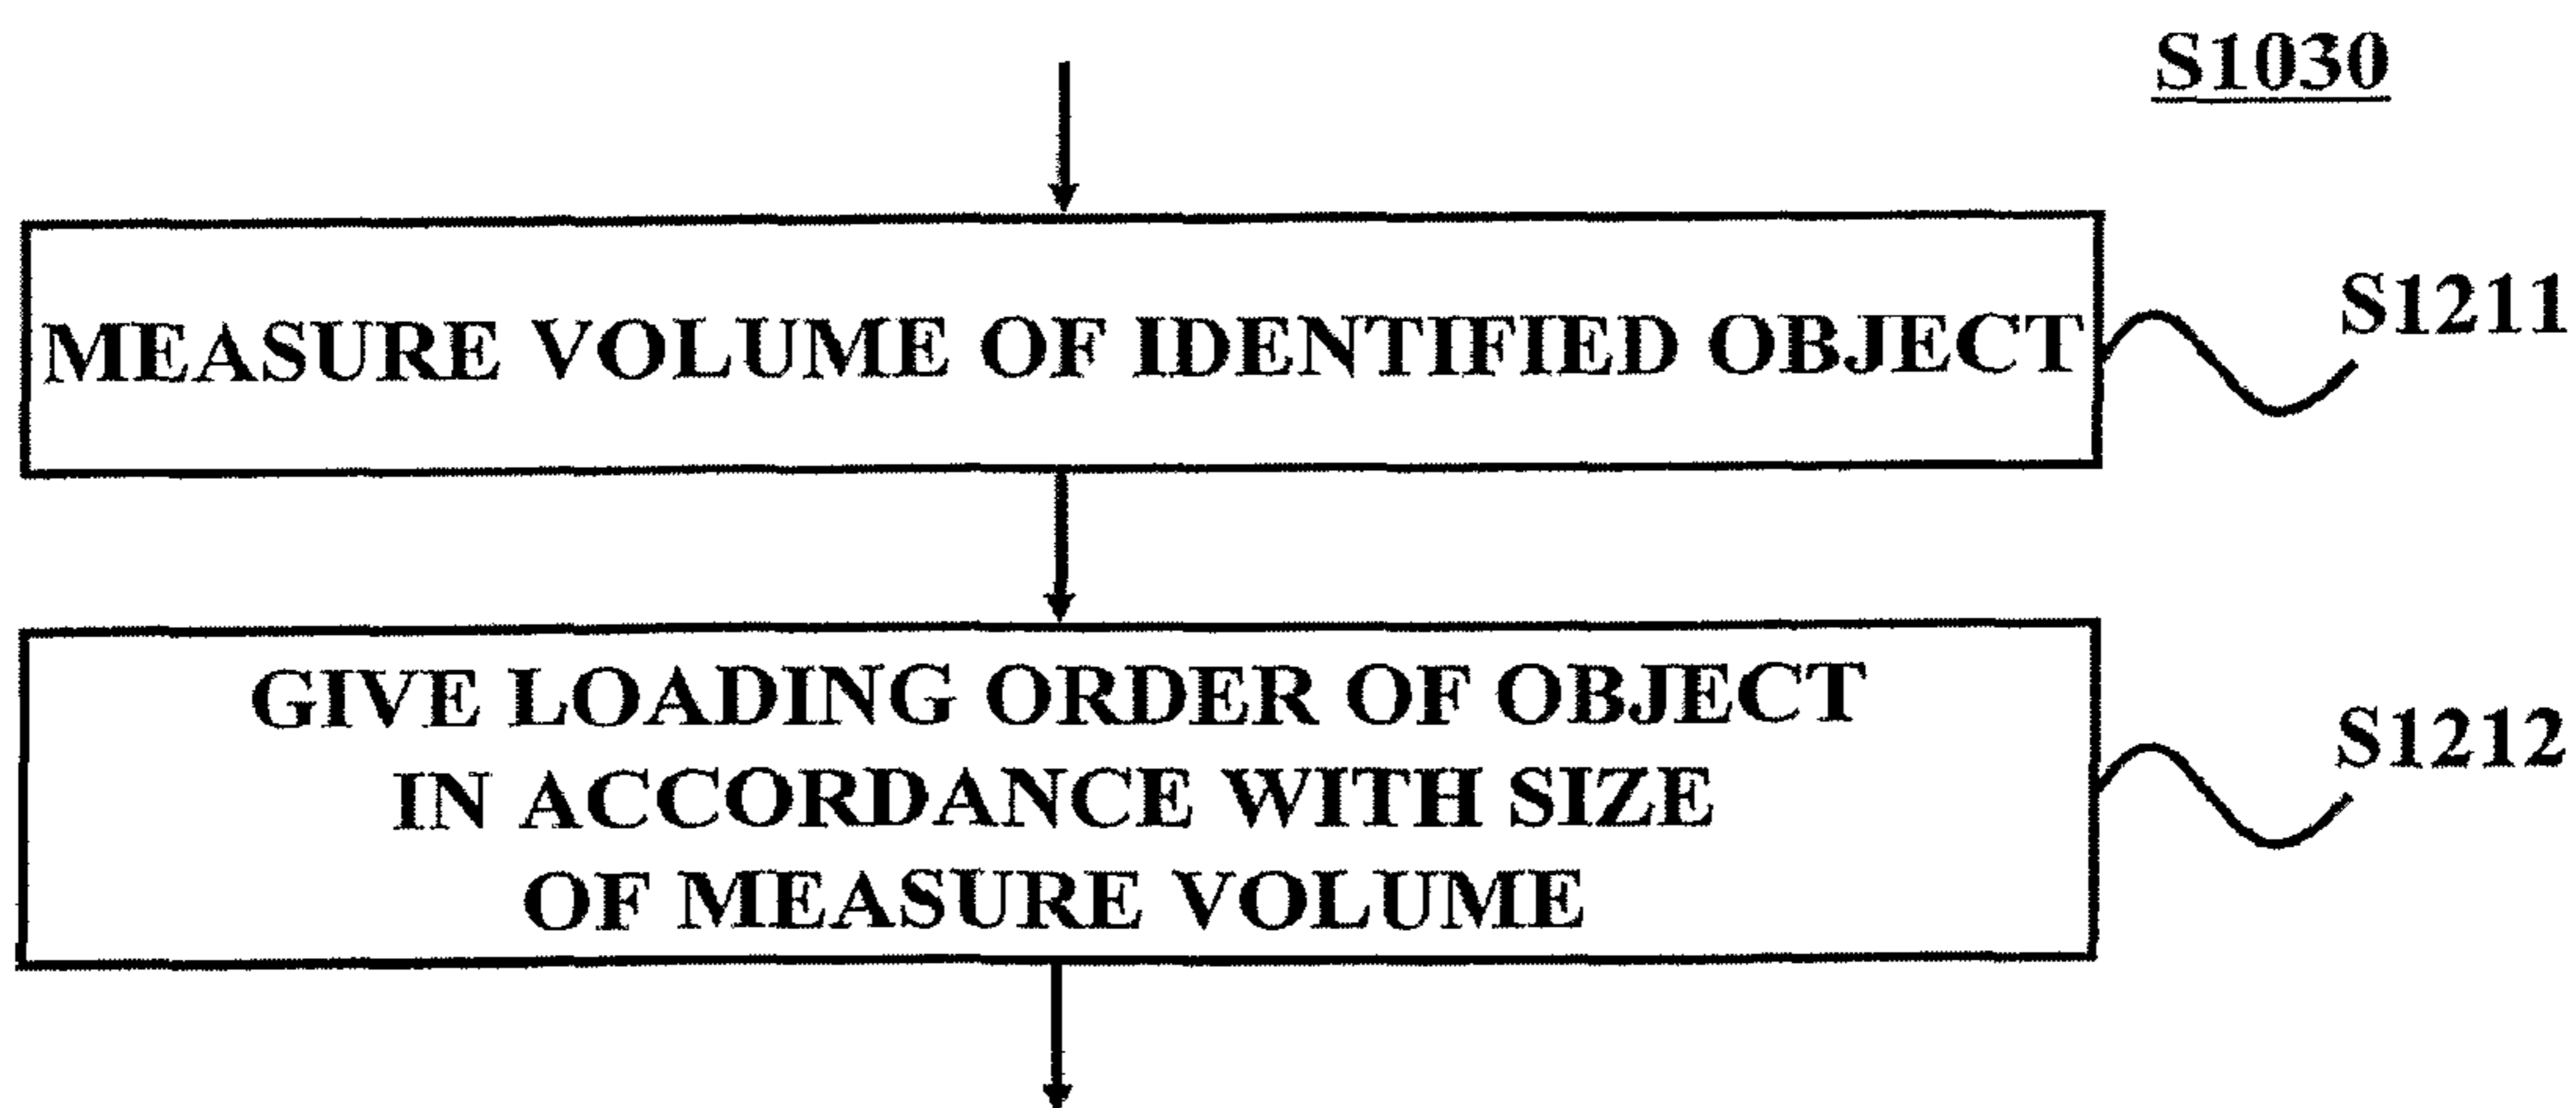 S1030
MEASURE VOLUME OF IDENTIFIED OBJECT
S1211
GIVE LOADING ORDER OF OBJECT
IN ACCORDANCE WITH SIZE
OF MEASURE VOLUME
S1212